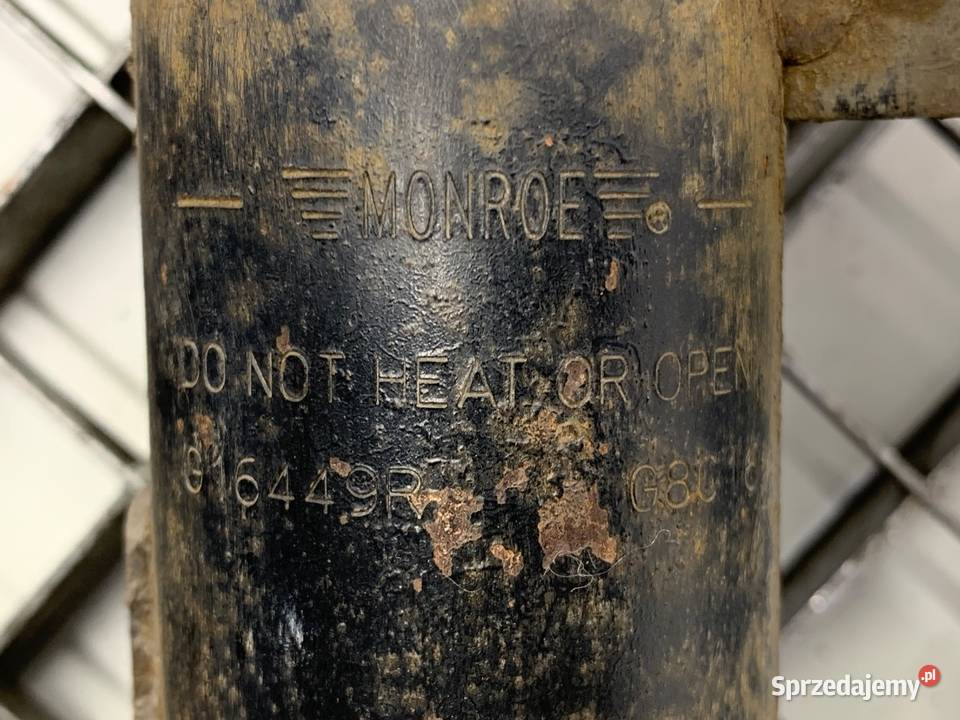 MONROE
DO NOT HEAT OR OPEN
G16449R
Sprzedajemy.pl